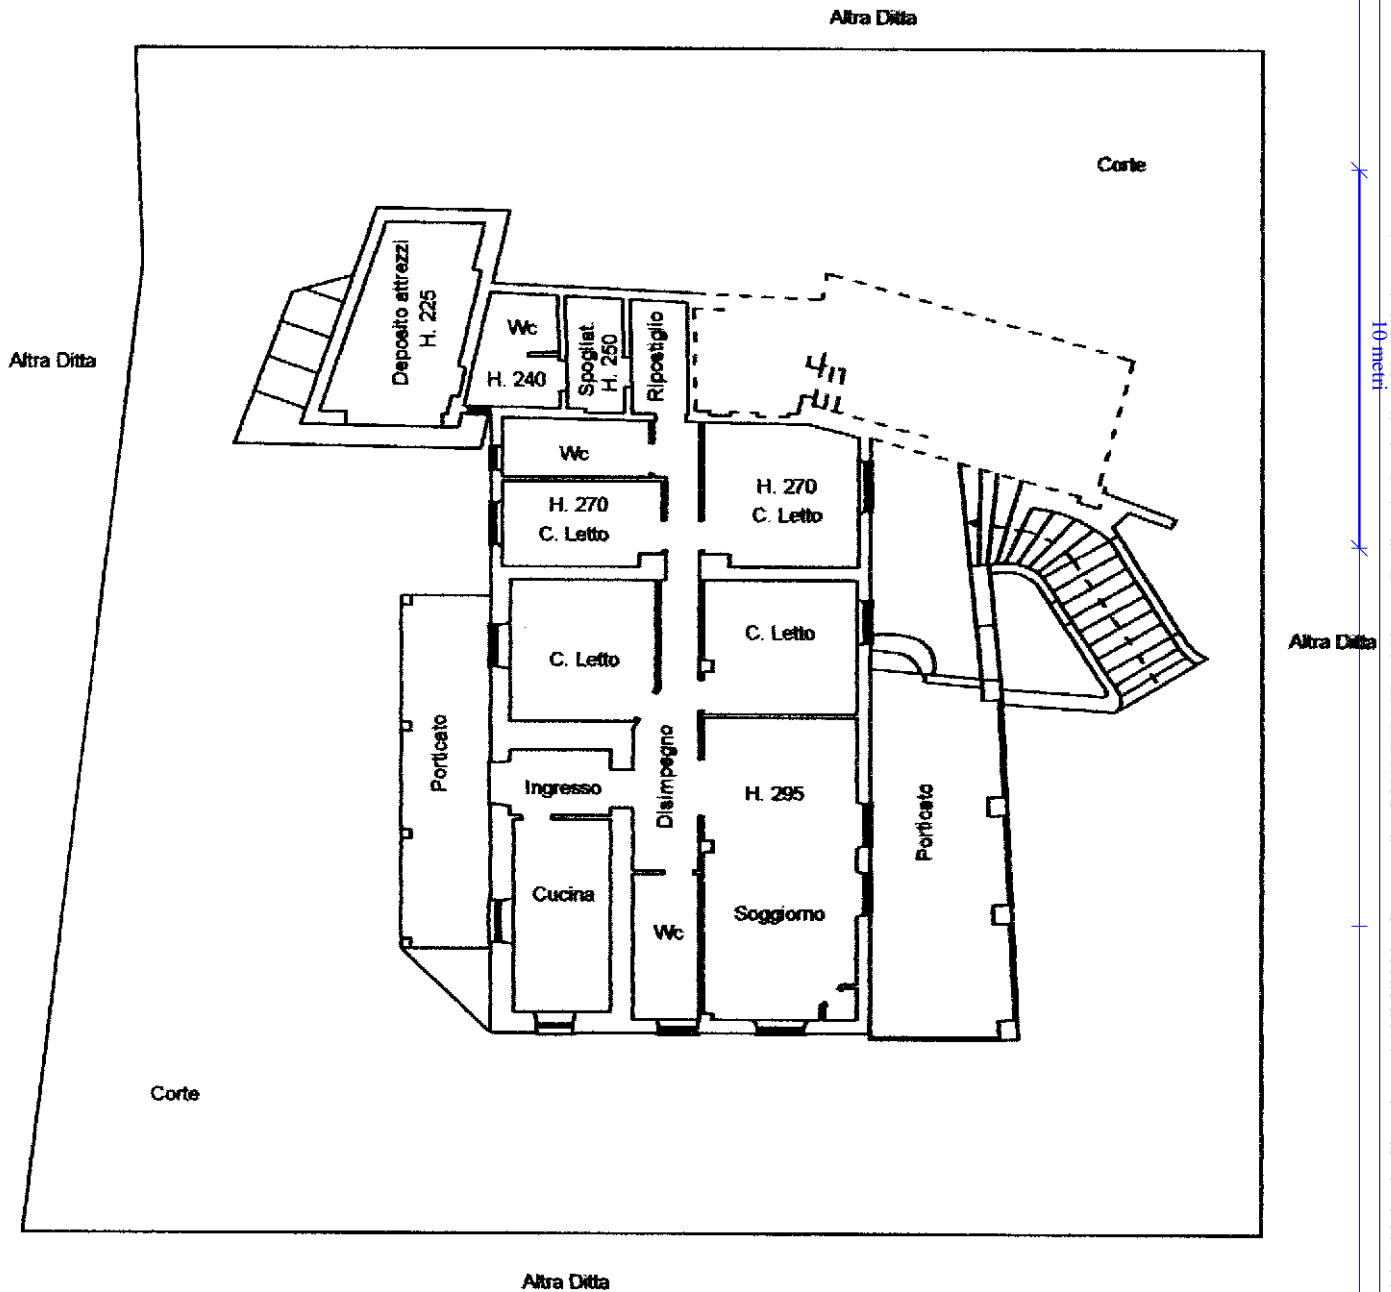 Altra Ditta
Corte
10 metri
Deposito attrezzi
H. 225
Wc
H. 240
Spogliat.
H. 250
Ripostiglio
Altra Ditta
Wc
H. 270
C. Letto
H. 270
C. Letto
C. Letto
C. Letto
Altra Ditta
Porticato
Disimpegno
Ingresso
H. 295
Porticato
Cucina
Wc
Soggiorno
Corte
Altra Ditta